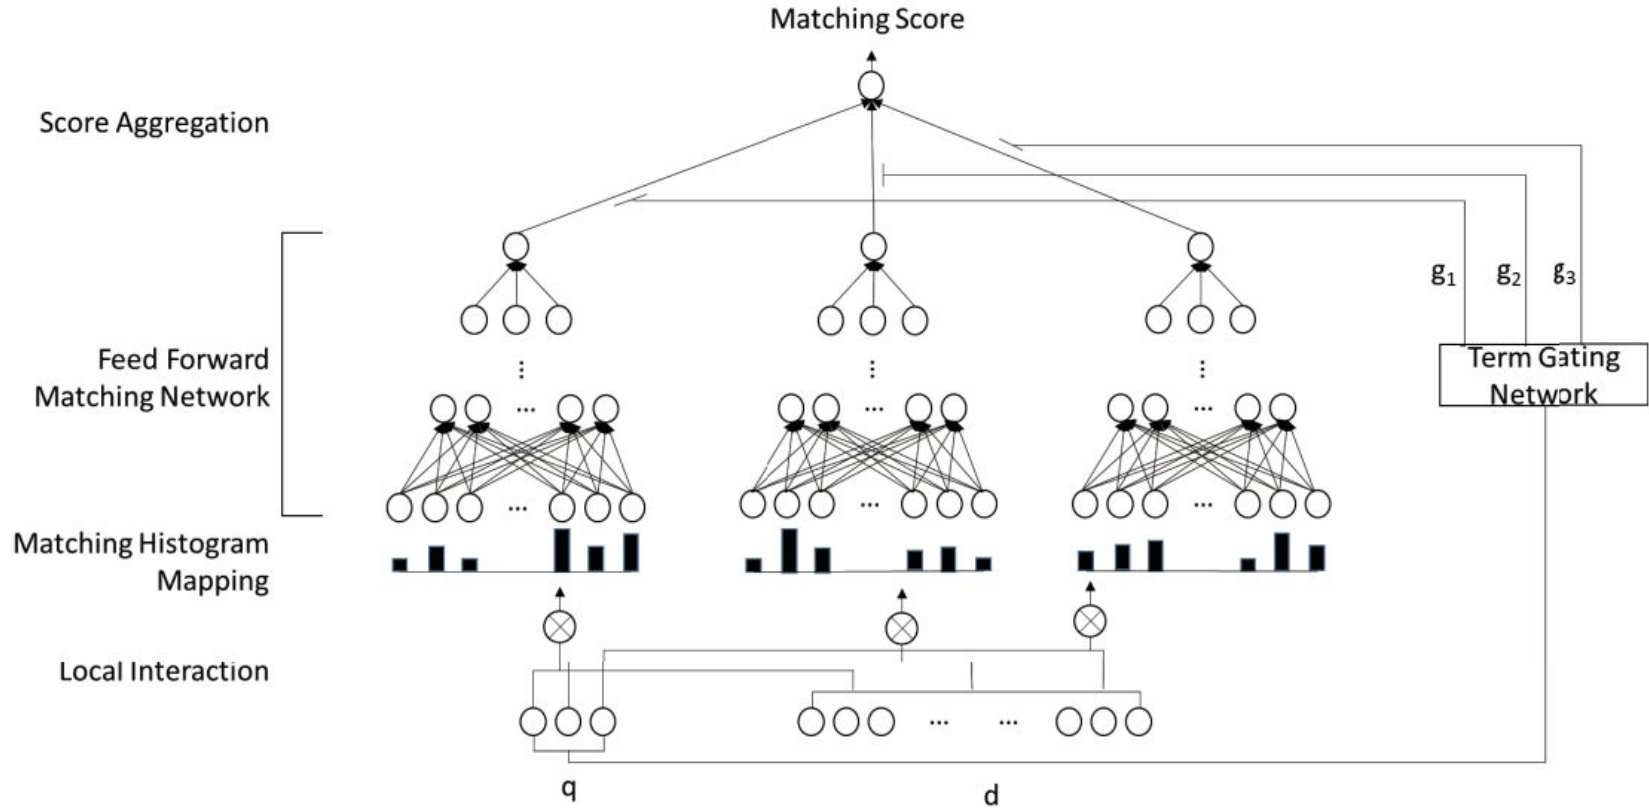 Matching Score
Score Aggregation
g₁ g₂ g₃
Feed Forward
Matching Network
...
...
...
Term Gating
Network
... ... ...
... ... ...
Matching Histogram
Mapping
Local Interaction
... ...
q
d